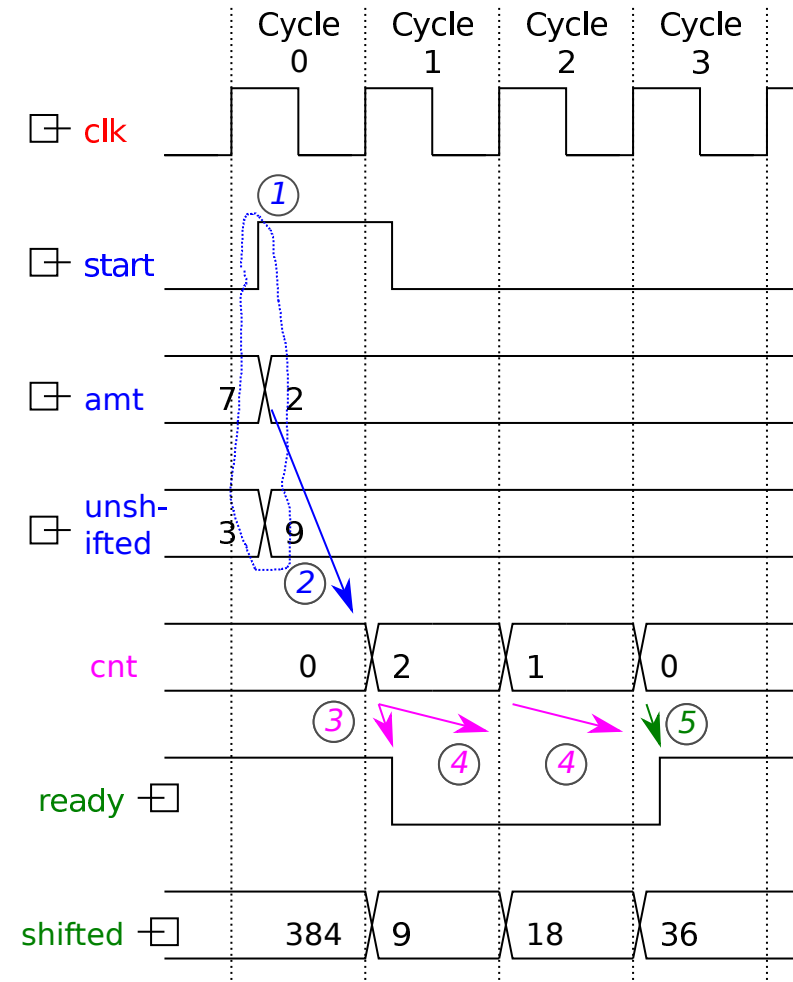 Cycle Cycle Cycle Cycle
0 1 2 3
clk
1
start
amt 7 2
unsh-
ifted 3 9
2
cnt 0 2 1 0
3 4 4 5
ready
shifted 384 9 18 36